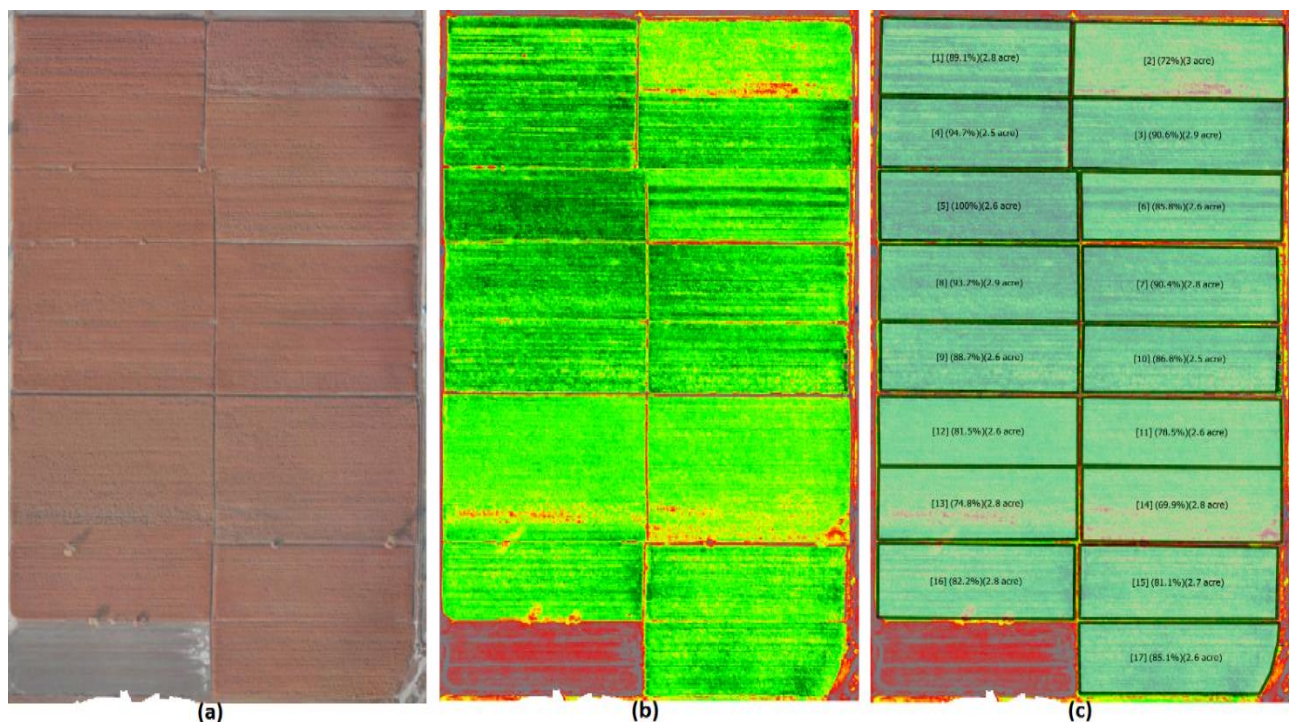 [1] (89.1%)(2.8 acre)
[2] (72%)(3 acre)
[4] (94.7%)(2.5 acre)
[3] (90.6%)(2.9 acre)
[5] (100%)(2.6 acre)
[6] (85.8%)(2.6 acre)
[8] (93.2%)(2.9 acre)
[7] (90.4%)(2.8 acre)
[9] (88.7%)(2.6 acre)
[10] (86.8%)(2.5 acre)
[12] (81.5%)(2.6 acre)
[11] (78.5%)(2.6 acre)
[13] (74.8%)(2.8 acre)
[14] (69.9%)(2.8 acre)
[16] (82.2%)(2.8 acre)
[15] (81.1%)(2.7 acre)
[17] (85.1%)(2.6 acre)
(a)
(b)
(c)